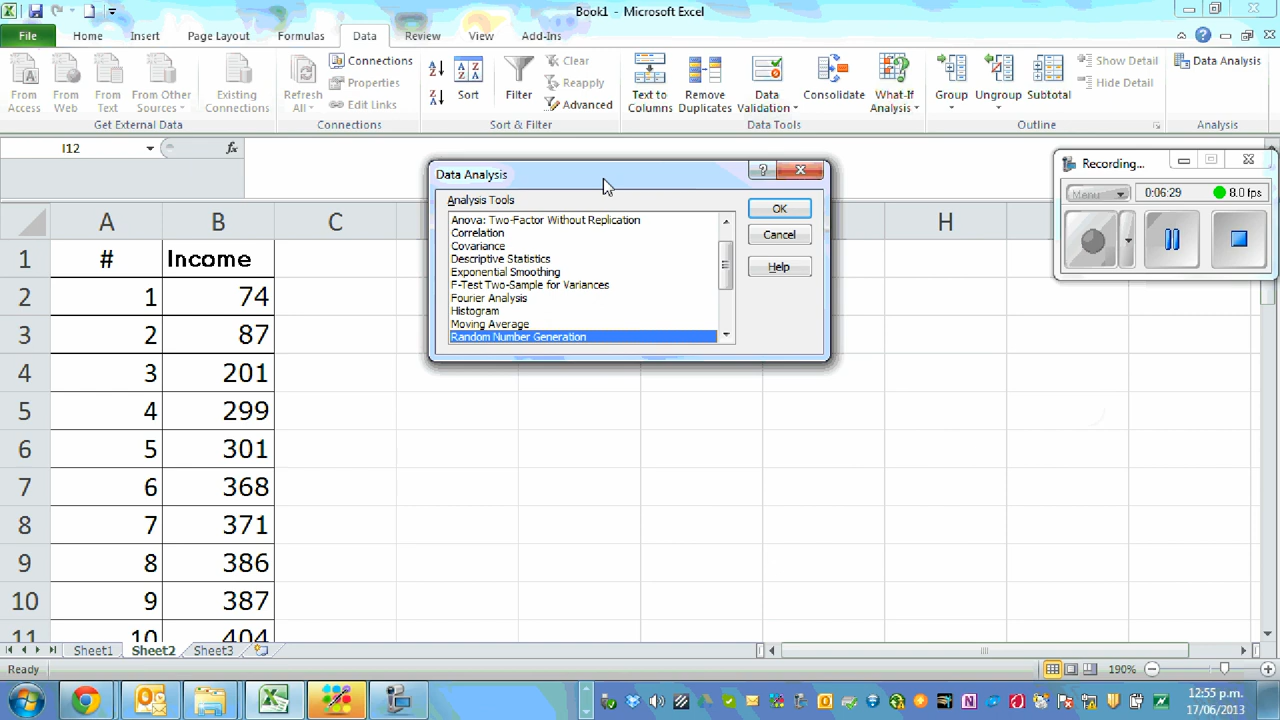 Book1 - Microsoft Excel
File Home Insert Page Layout Formulas Data Review View Add-Ins
From Access
From Web
From Text
From Other Sources
Existing Connections
Get External Data
Refresh All
Connections
Properties
Edit Links
Connections
Sort
Filter
Clear
Reapply
Advanced
Sort & Filter
Text to Columns
Remove Duplicates
Data Validation
Consolidate
What-If Analysis
Data Tools
Group
Ungroup
Subtotal
Show Detail
Hide Detail
Outline
Data Analysis
Analysis
I12 fx
Data Analysis
Analysis Tools
Anova: Two-Factor Without Replication
Correlation
Covariance
Descriptive Statistics
Exponential Smoothing
F-Test Two-Sample for Variances
Fourier Analysis
Histogram
Moving Average
Random Number Generation
OK
Cancel
Help
Recording...
Menu 0:06:29 8.0 fps
A B C H
1 # Income
2 1 74
3 2 87
4 3 201
5 4 299
6 5 301
7 6 368
8 7 371
9 8 386
10 9 387
11 10 404
Sheet1 Sheet2 Sheet3
Ready 190%
12:55 p.m.
17/06/2013